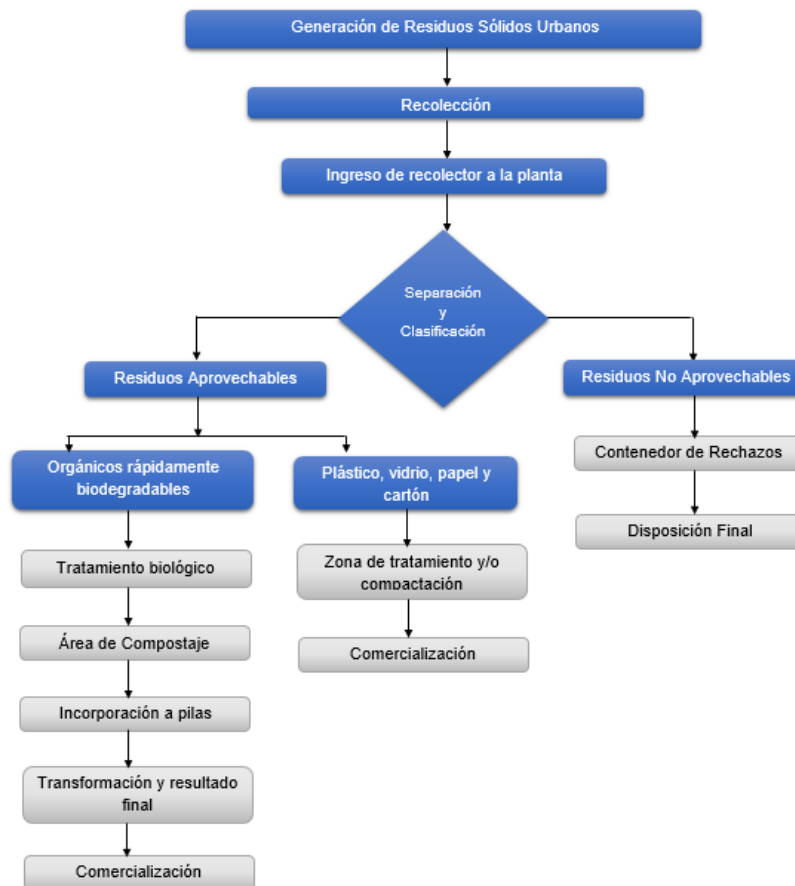 Generación de Residuos Sólidos Urbanos
Recolección
Ingreso de recolector a la planta
Separación
y
Clasificación
Residuos Aprovechables
Residuos No Aprovechables
Orgánicos rápidamente
biodegradables
Plástico, vidrio, papel y
cartón
Contenedor de Rechazos
Disposición Final
Tratamiento biológico
Zona de tratamiento y/o
compactación
Área de Compostaje
Comercialización
Incorporación a pilas
Transformación y resultado
final
Comercialización